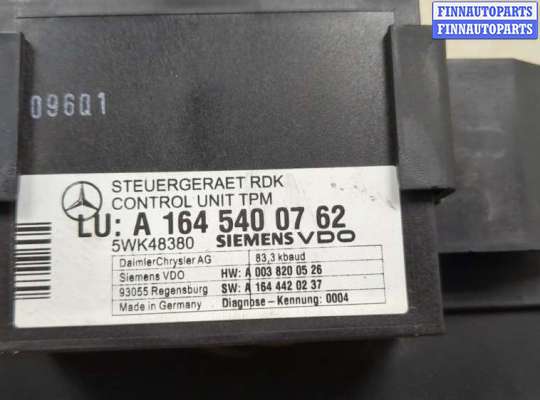 FINNAUTOPARTS
FINNAUTOPARTS
096Q1
STEUERGERAET RDK
CONTROL UNIT TPM
LU: A 164 540 07 62
5WK48380 SIEMENS VDO
DaimlerChrysler AG 83,3 kbaud
Siemens VDO HW: A 003 820 05 26
93055 Regensburg SW: A 164 442 02 37
Made in Germany Diagnose - Kennung: 0004